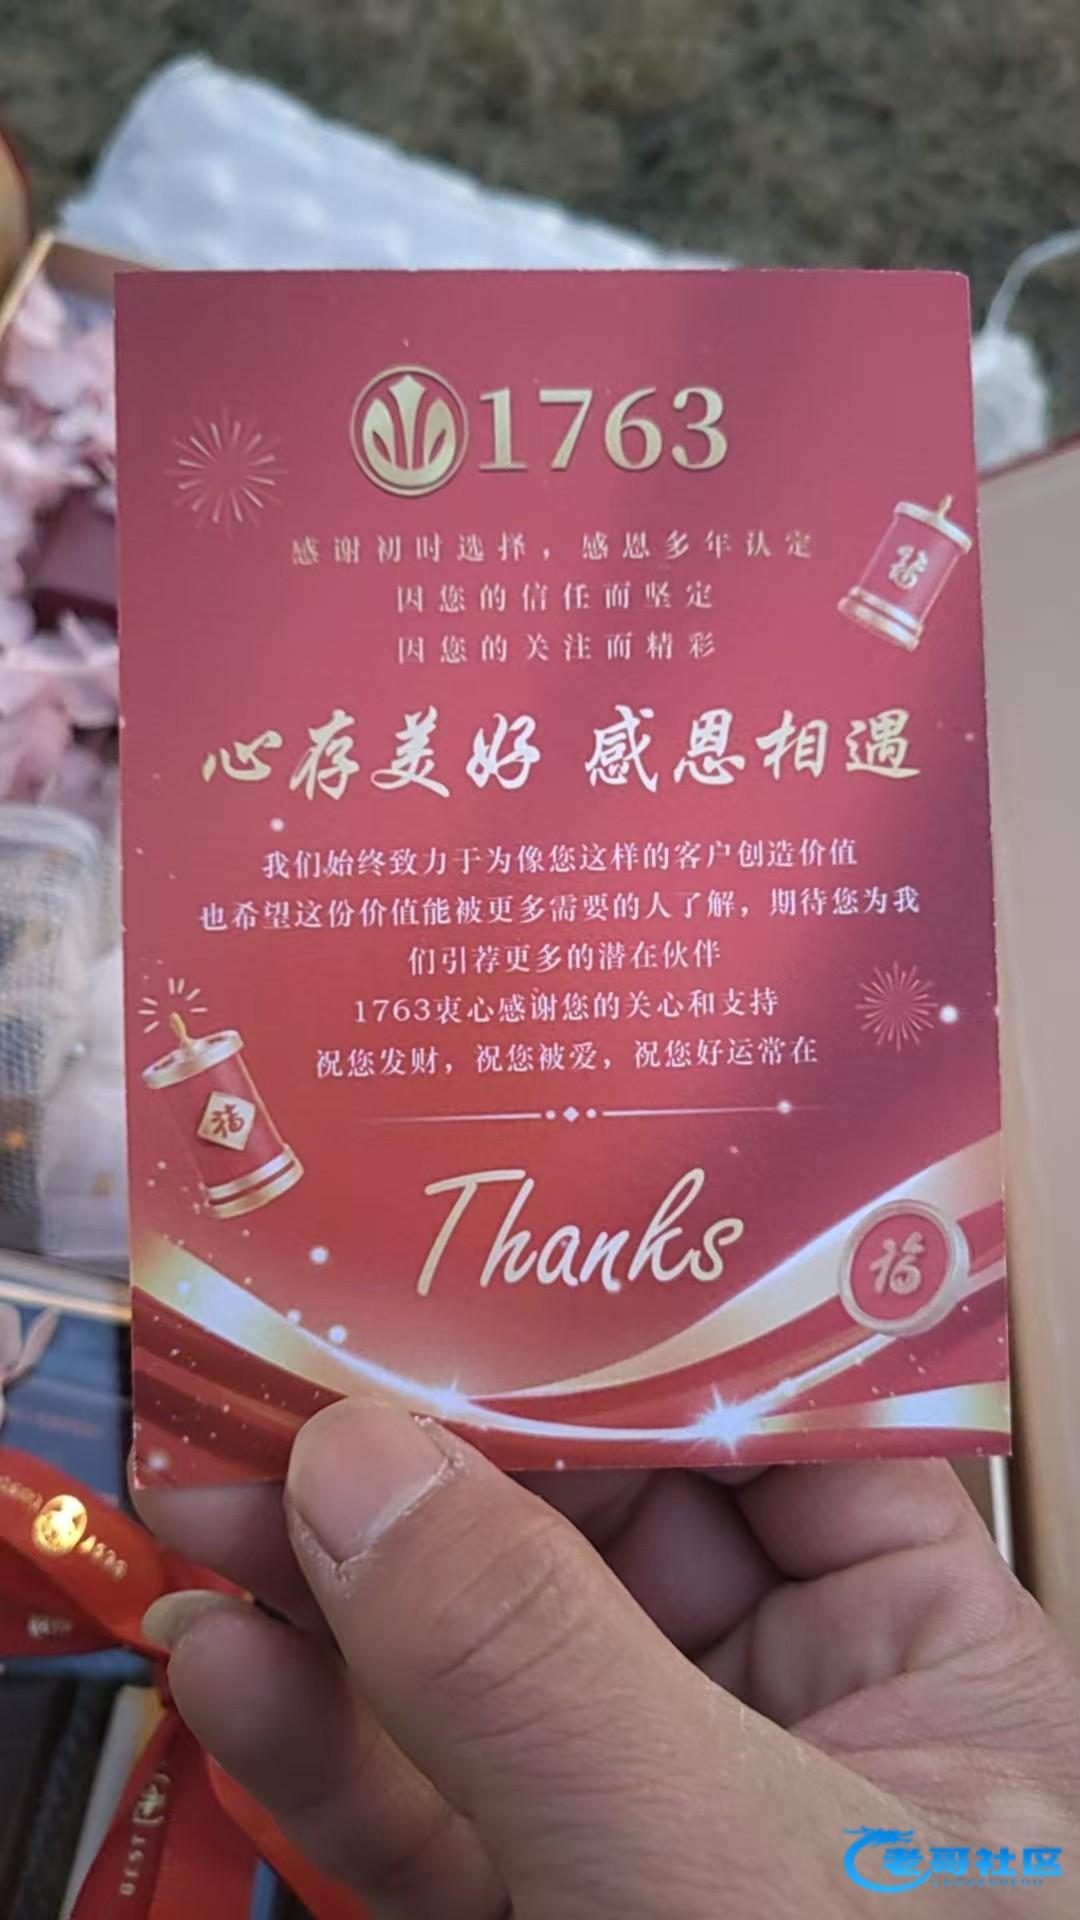 1763
感谢初时选择，感恩多年认定
因您的信任而坚定
因您的关注而精彩
福
心存美好 感恩相遇
我们始终致力于为像您这样的客户创造价值
也希望这份价值能被更多需要的人了解，期待您为我
们引荐更多的潜在伙伴
1763衷心感谢您的关心和支持
祝您发财，祝您被爱，祝您好运常在
福
Thanks
福
BEST
老哥社区